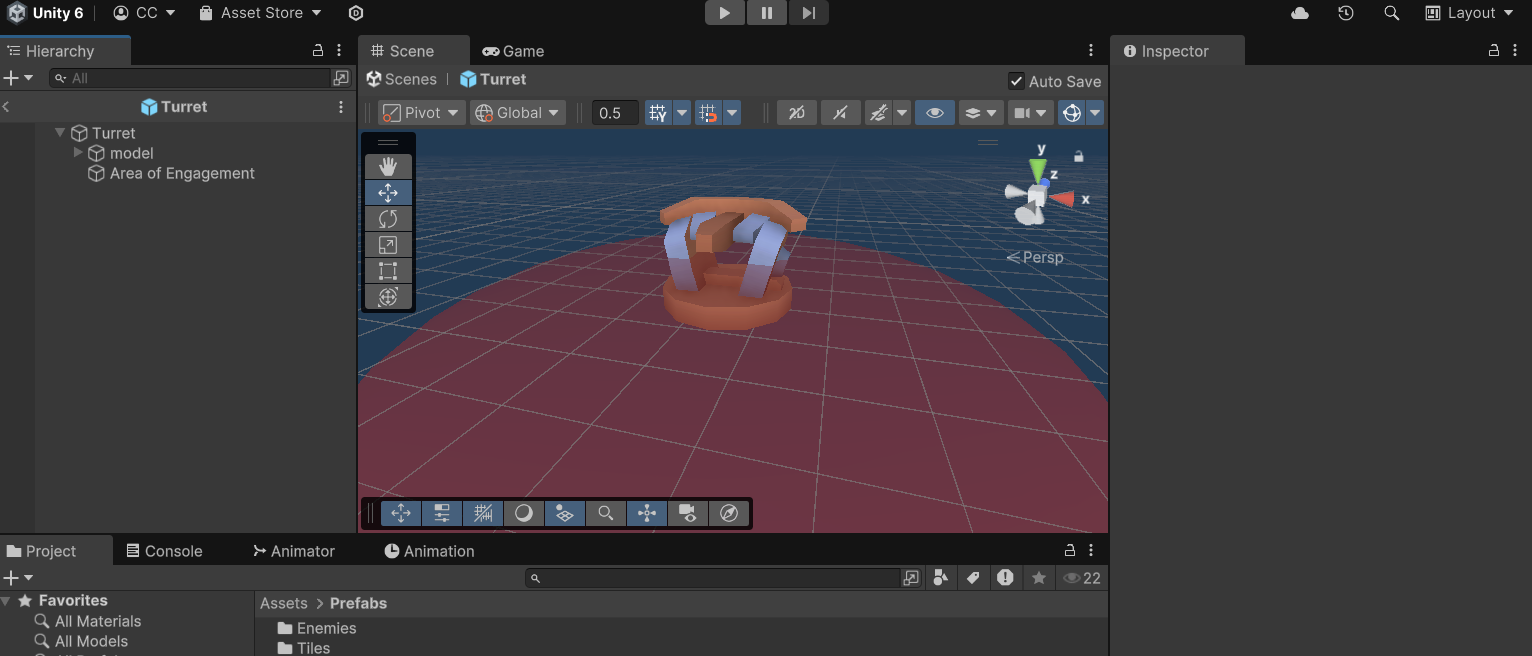 Unity 6 CC Asset Store Layout
Hierarchy Scene Game Inspector
All Scenes Turret Auto Save
Turret Pivot Global 0.5 2D
Turret
model
Area of Engagement
y
z
x
Persp
Project Console Animator Animation
22
Favorites Assets > Prefabs
All Materials Enemies
All Models Tiles